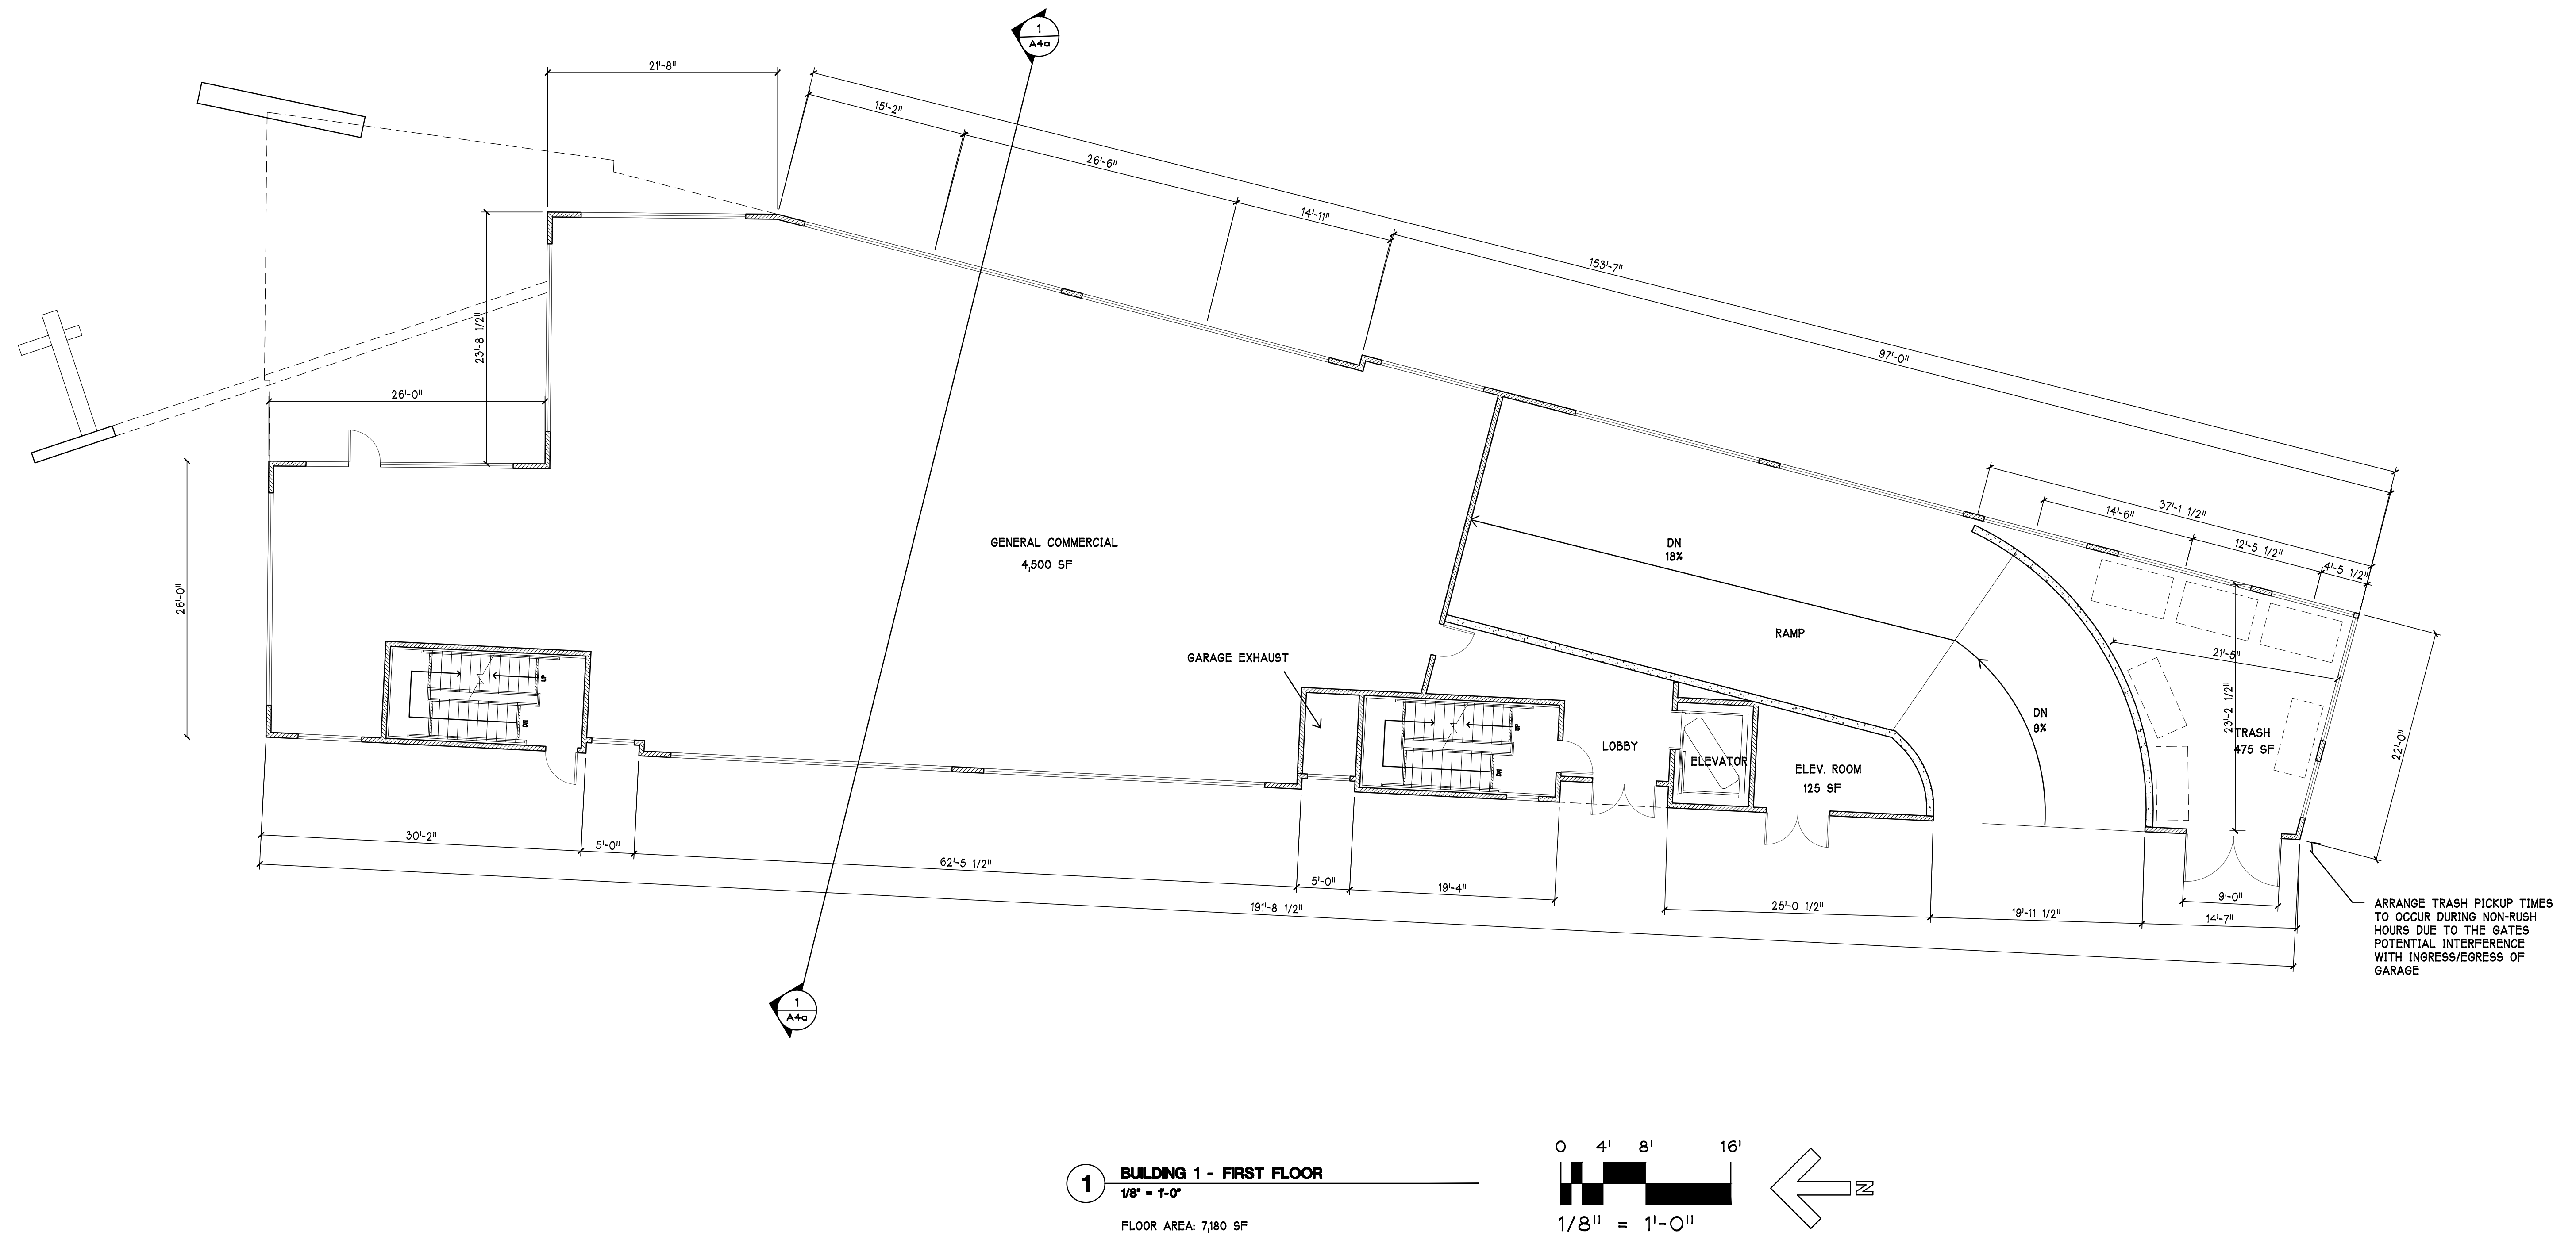 1
A4a
21'-8"
15'-2"
26'-6"
14'-11"
153'-7"
97'-0"
23'-8 1/2"
26'-0"
37'-1 1/2"
14'-6"
12'-5 1/2"
4'-5 1/2"
GENERAL COMMERCIAL
4,500 SF
DN
18%
26'-0"
RAMP
GARAGE EXHAUST
21'-5"
23'-2 1/2"
22'-0"
DN
9%
TRASH
475 SF
UP
DN
UP
DN
LOBBY
ELEVATOR
ELEV. ROOM
125 SF
30'-2"
5'-0"
62'-5 1/2"
5'-0"
19'-4"
191'-8 1/2"
25'-0 1/2"
19'-11 1/2"
9'-0"
14'-7"
ARRANGE TRASH PICKUP TIMES
TO OCCUR DURING NON-RUSH
HOURS DUE TO THE GATES
POTENTIAL INTERFERENCE
WITH INGRESS/EGRESS OF
GARAGE
1
A4a
1
BUILDING 1 - FIRST FLOOR
1/8" = 1'-0"
FLOOR AREA: 7,180 SF
0 4' 8' 16'
1/8" = 1'-0"
N